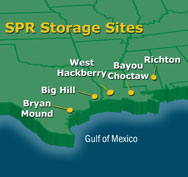 SPR Storage Sites
Richton
West
Hackberry
Bayou
Choctaw
Big Hill
Bryan
Mound
Gulf of Mexico